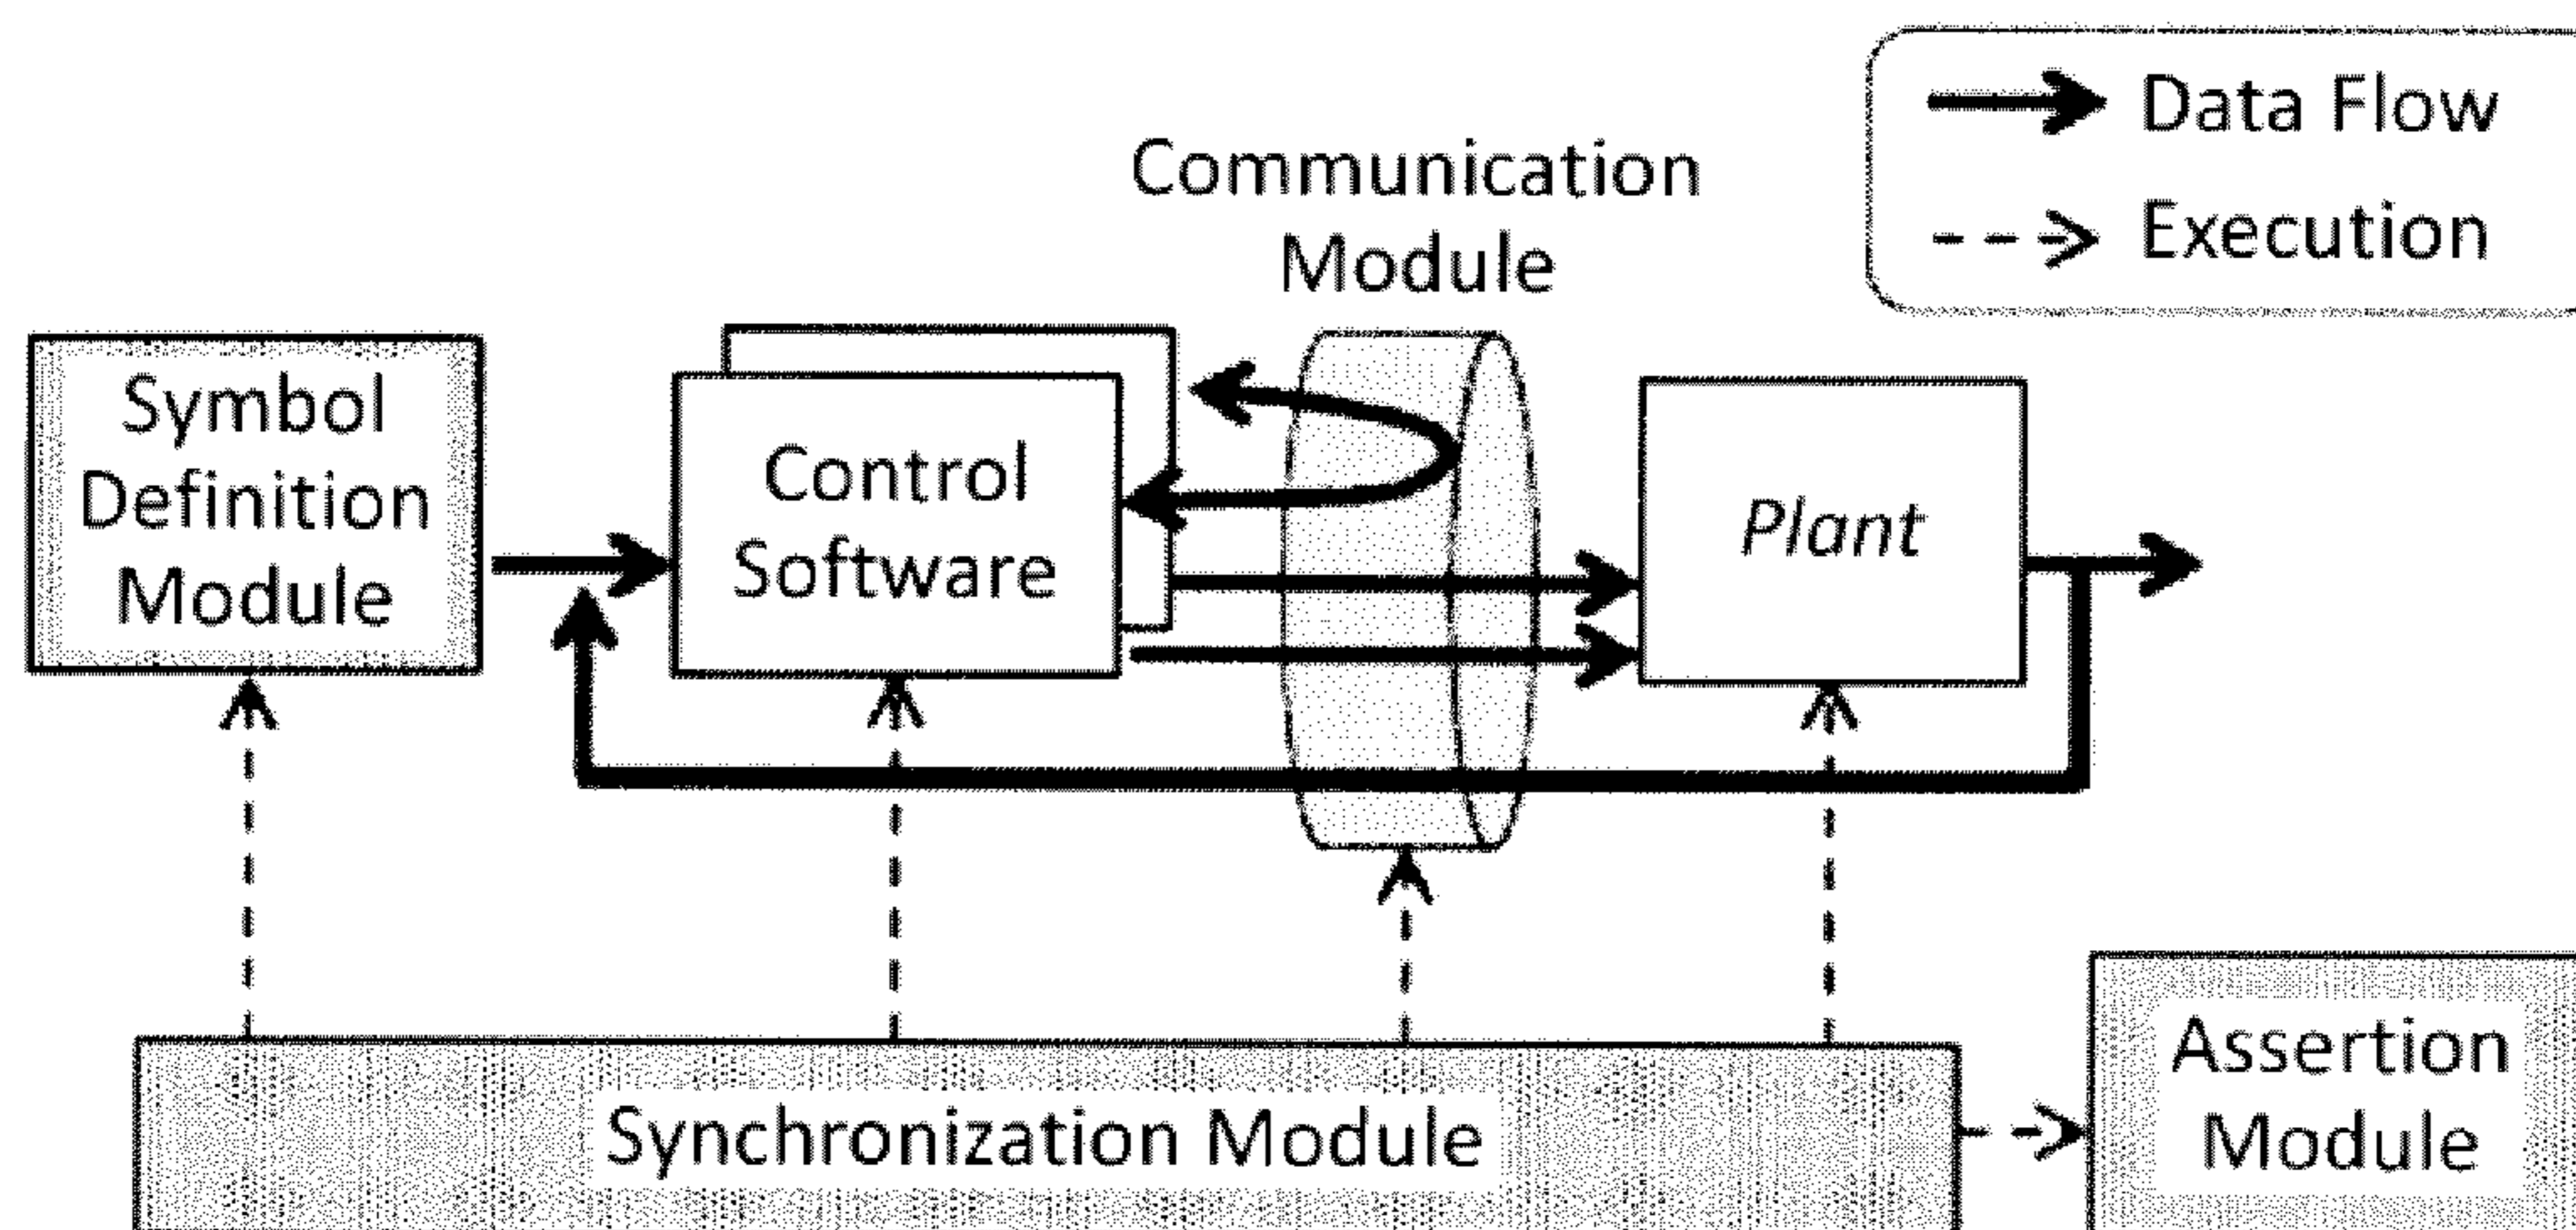 Data Flow
Execution
Communication
Module
Symbol
Definition
Module
Control
Software
Plant
Synchronization Module
Assertion
Module